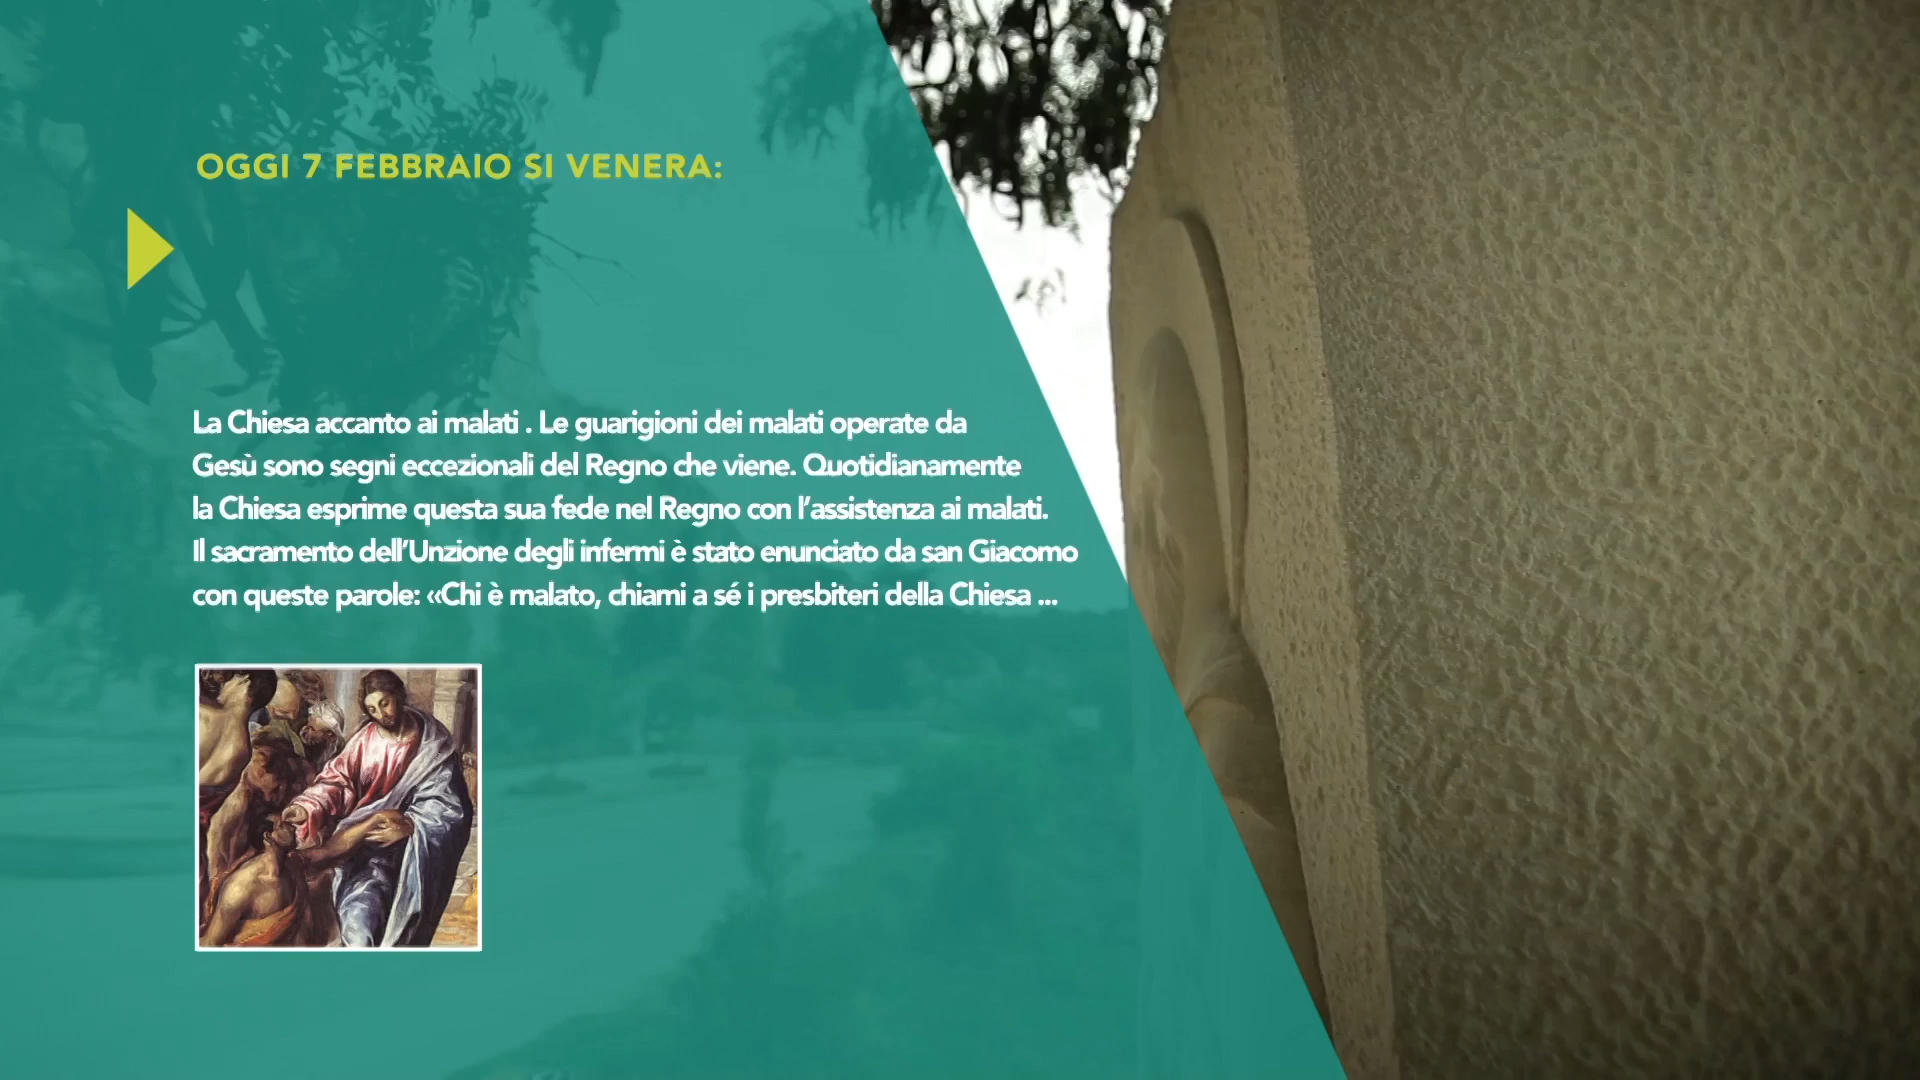 OGGI 7 FEBBRAIO SI VENERA:
La Chiesa accanto ai malati . Le guarigioni dei malati operate da
Gesù sono segni eccezionali del Regno che viene. Quotidianamente
la Chiesa esprime questa sua fede nel Regno con l’assistenza ai malati.
Il sacramento dell’Unzione degli infermi è stato enunciato da san Giacomo
con queste parole: «Chi è malato, chiami a sé i presbiteri della Chiesa ...